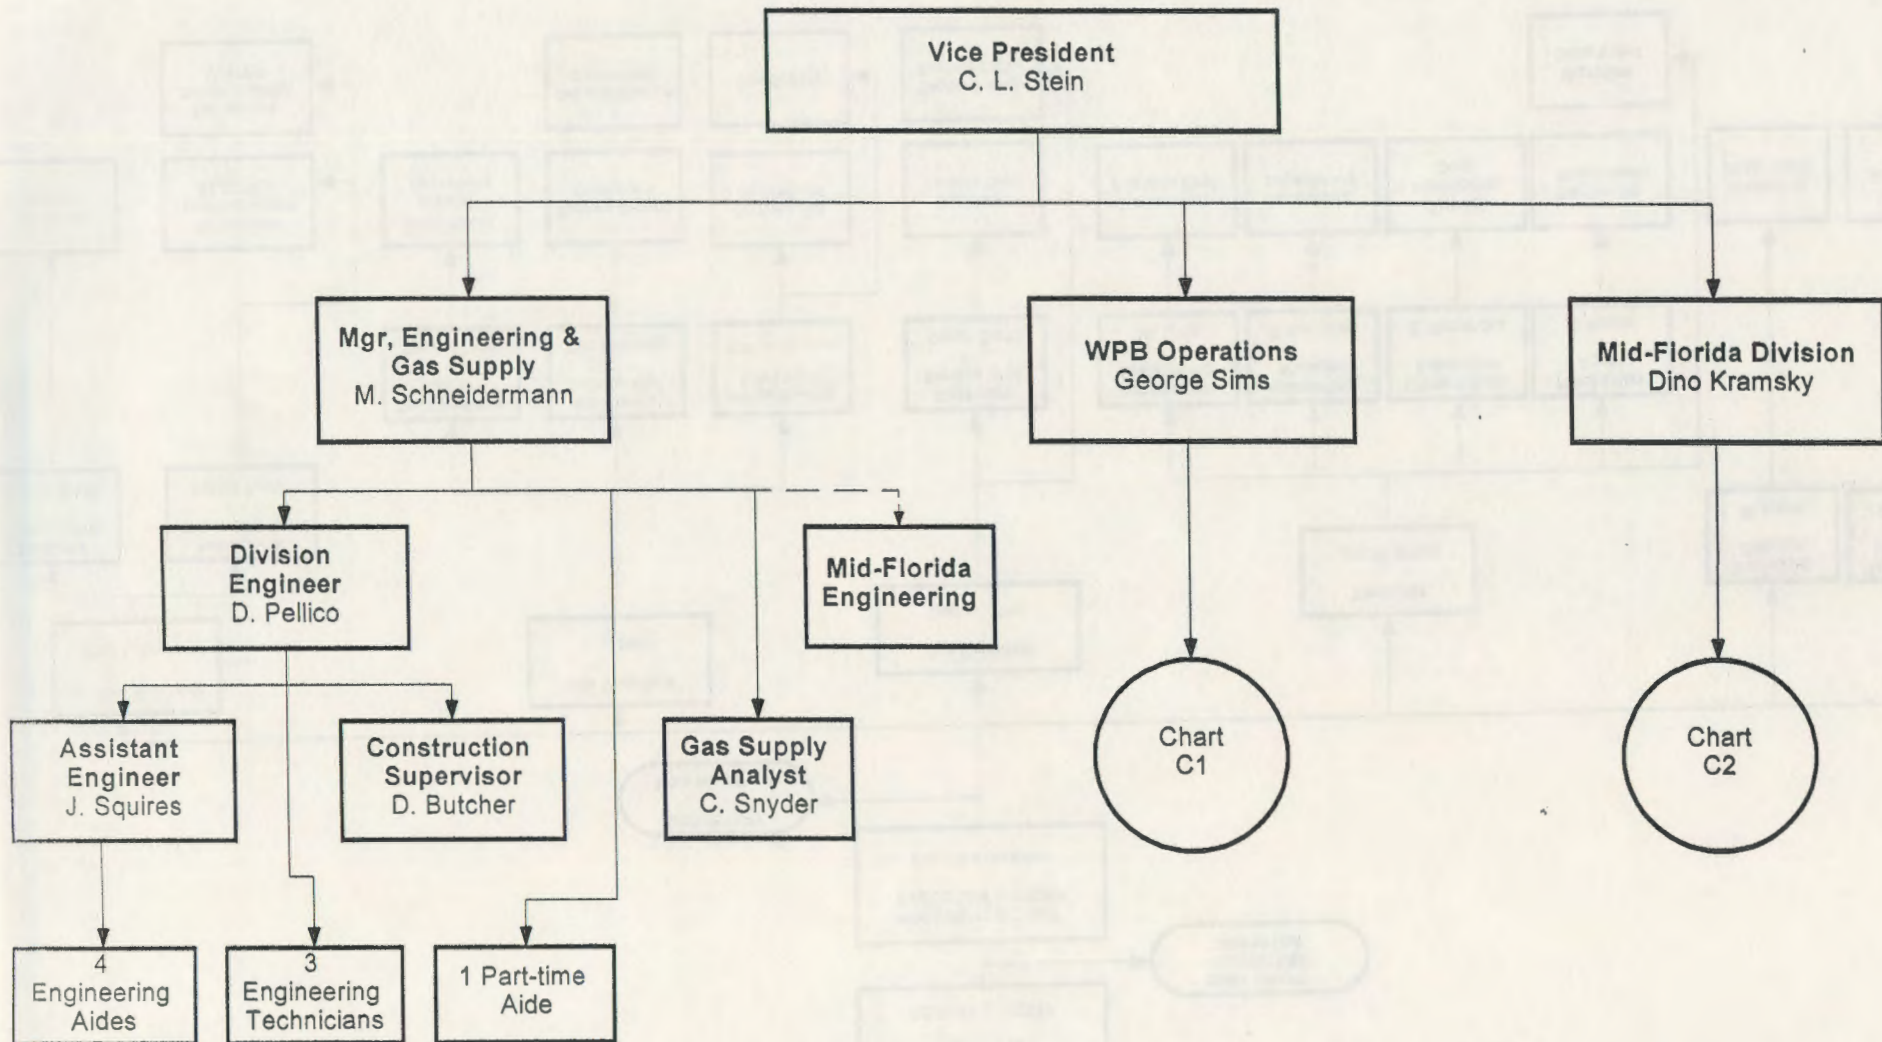 Vice President
C. L. Stein
Mgr, Engineering &
Gas Supply
M. Schneidermann
WPB Operations
George Sims
Mid-Florida Division
Dino Kramsky
Division
Engineer
D. Pellico
Mid-Florida
Engineering
Assistant
Engineer
J. Squires
Construction
Supervisor
D. Butcher
Gas Supply
Analyst
C. Snyder
Chart
C1
Chart
C2
4
Engineering
Aides
3
Engineering
Technicians
1 Part-time
Aide